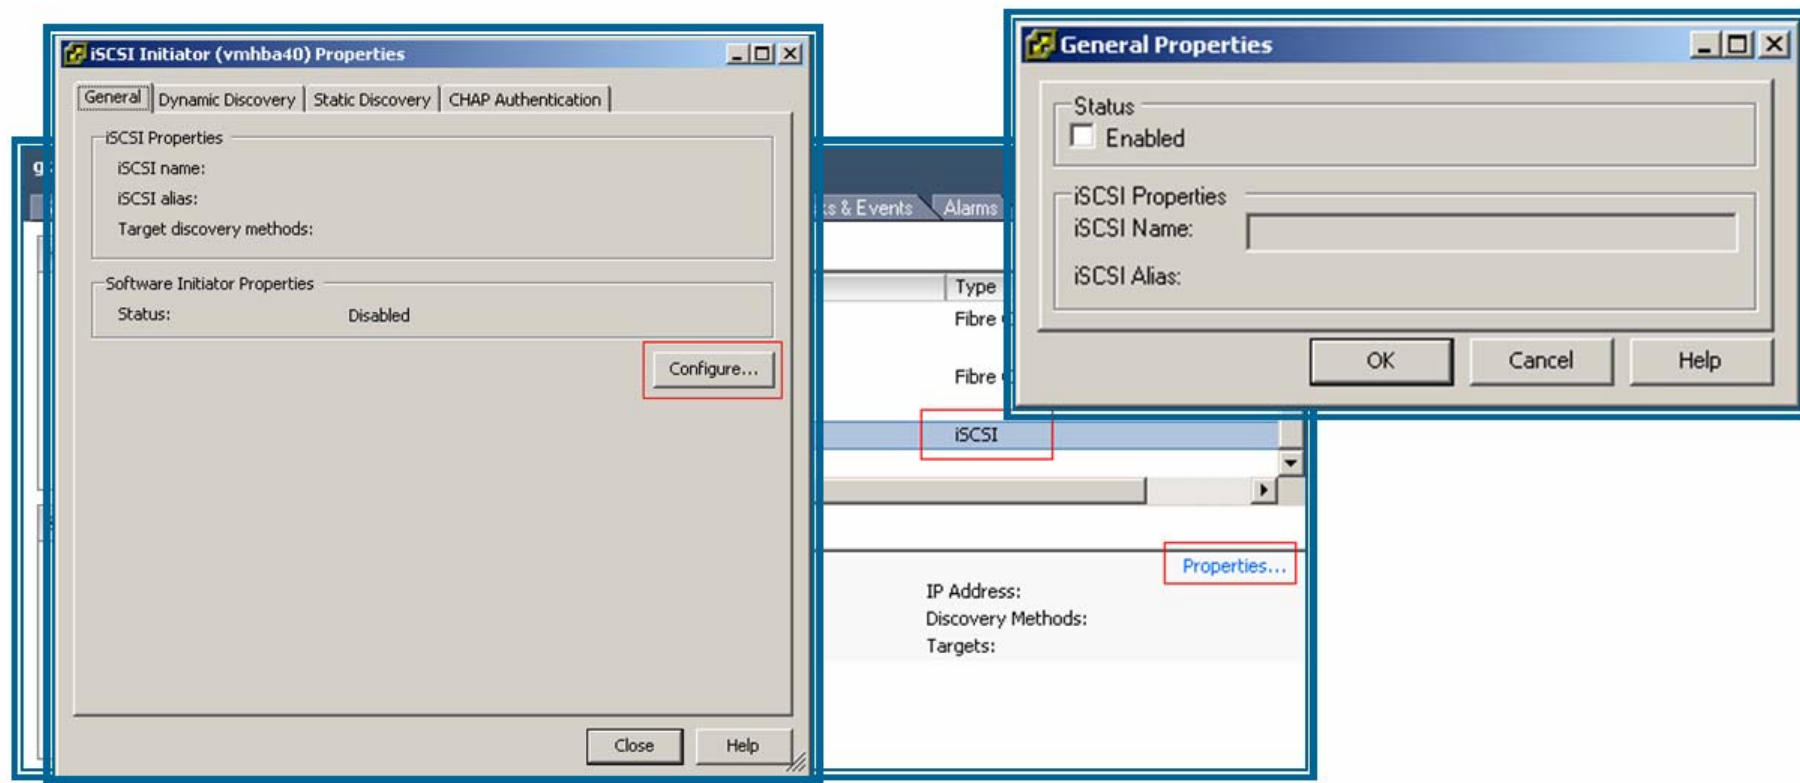 iSCSI Initiator (vmhba40) Properties
General Dynamic Discovery Static Discovery CHAP Authentication
iSCSI Properties
iSCSI name:
iSCSI alias:
Target discovery methods:
Software Initiator Properties
Status: Disabled
Configure...
Close Help
General Properties
Status
Enabled
iSCSI Properties
iSCSI Name:
iSCSI Alias:
OK Cancel Help
g
ks & Events Alarms
Type
Fibre
Fibre
iSCSI
Properties...
IP Address:
Discovery Methods:
Targets: